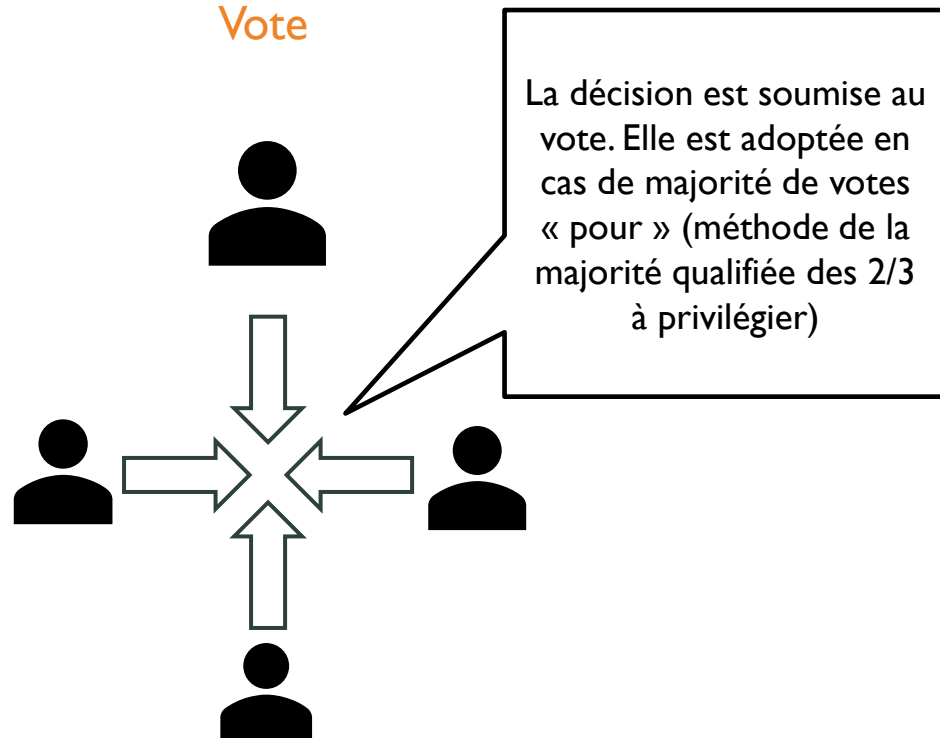 Vote
La décision est soumise au
vote. Elle est adoptée en
cas de majorité de votes
« pour » (méthode de la
majorité qualifiée des 2/3
à privilégier)